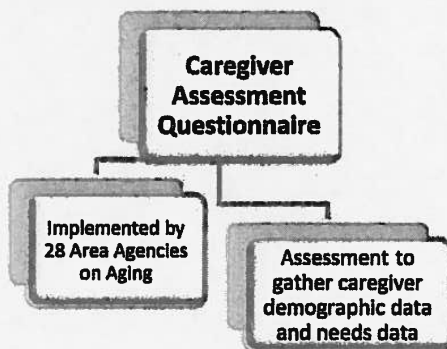 Caregiver
Assessment
Questionnaire
Implemented by
28 Area Agencies
on Aging
Assessment to
gather caregiver
demographic data
and needs data